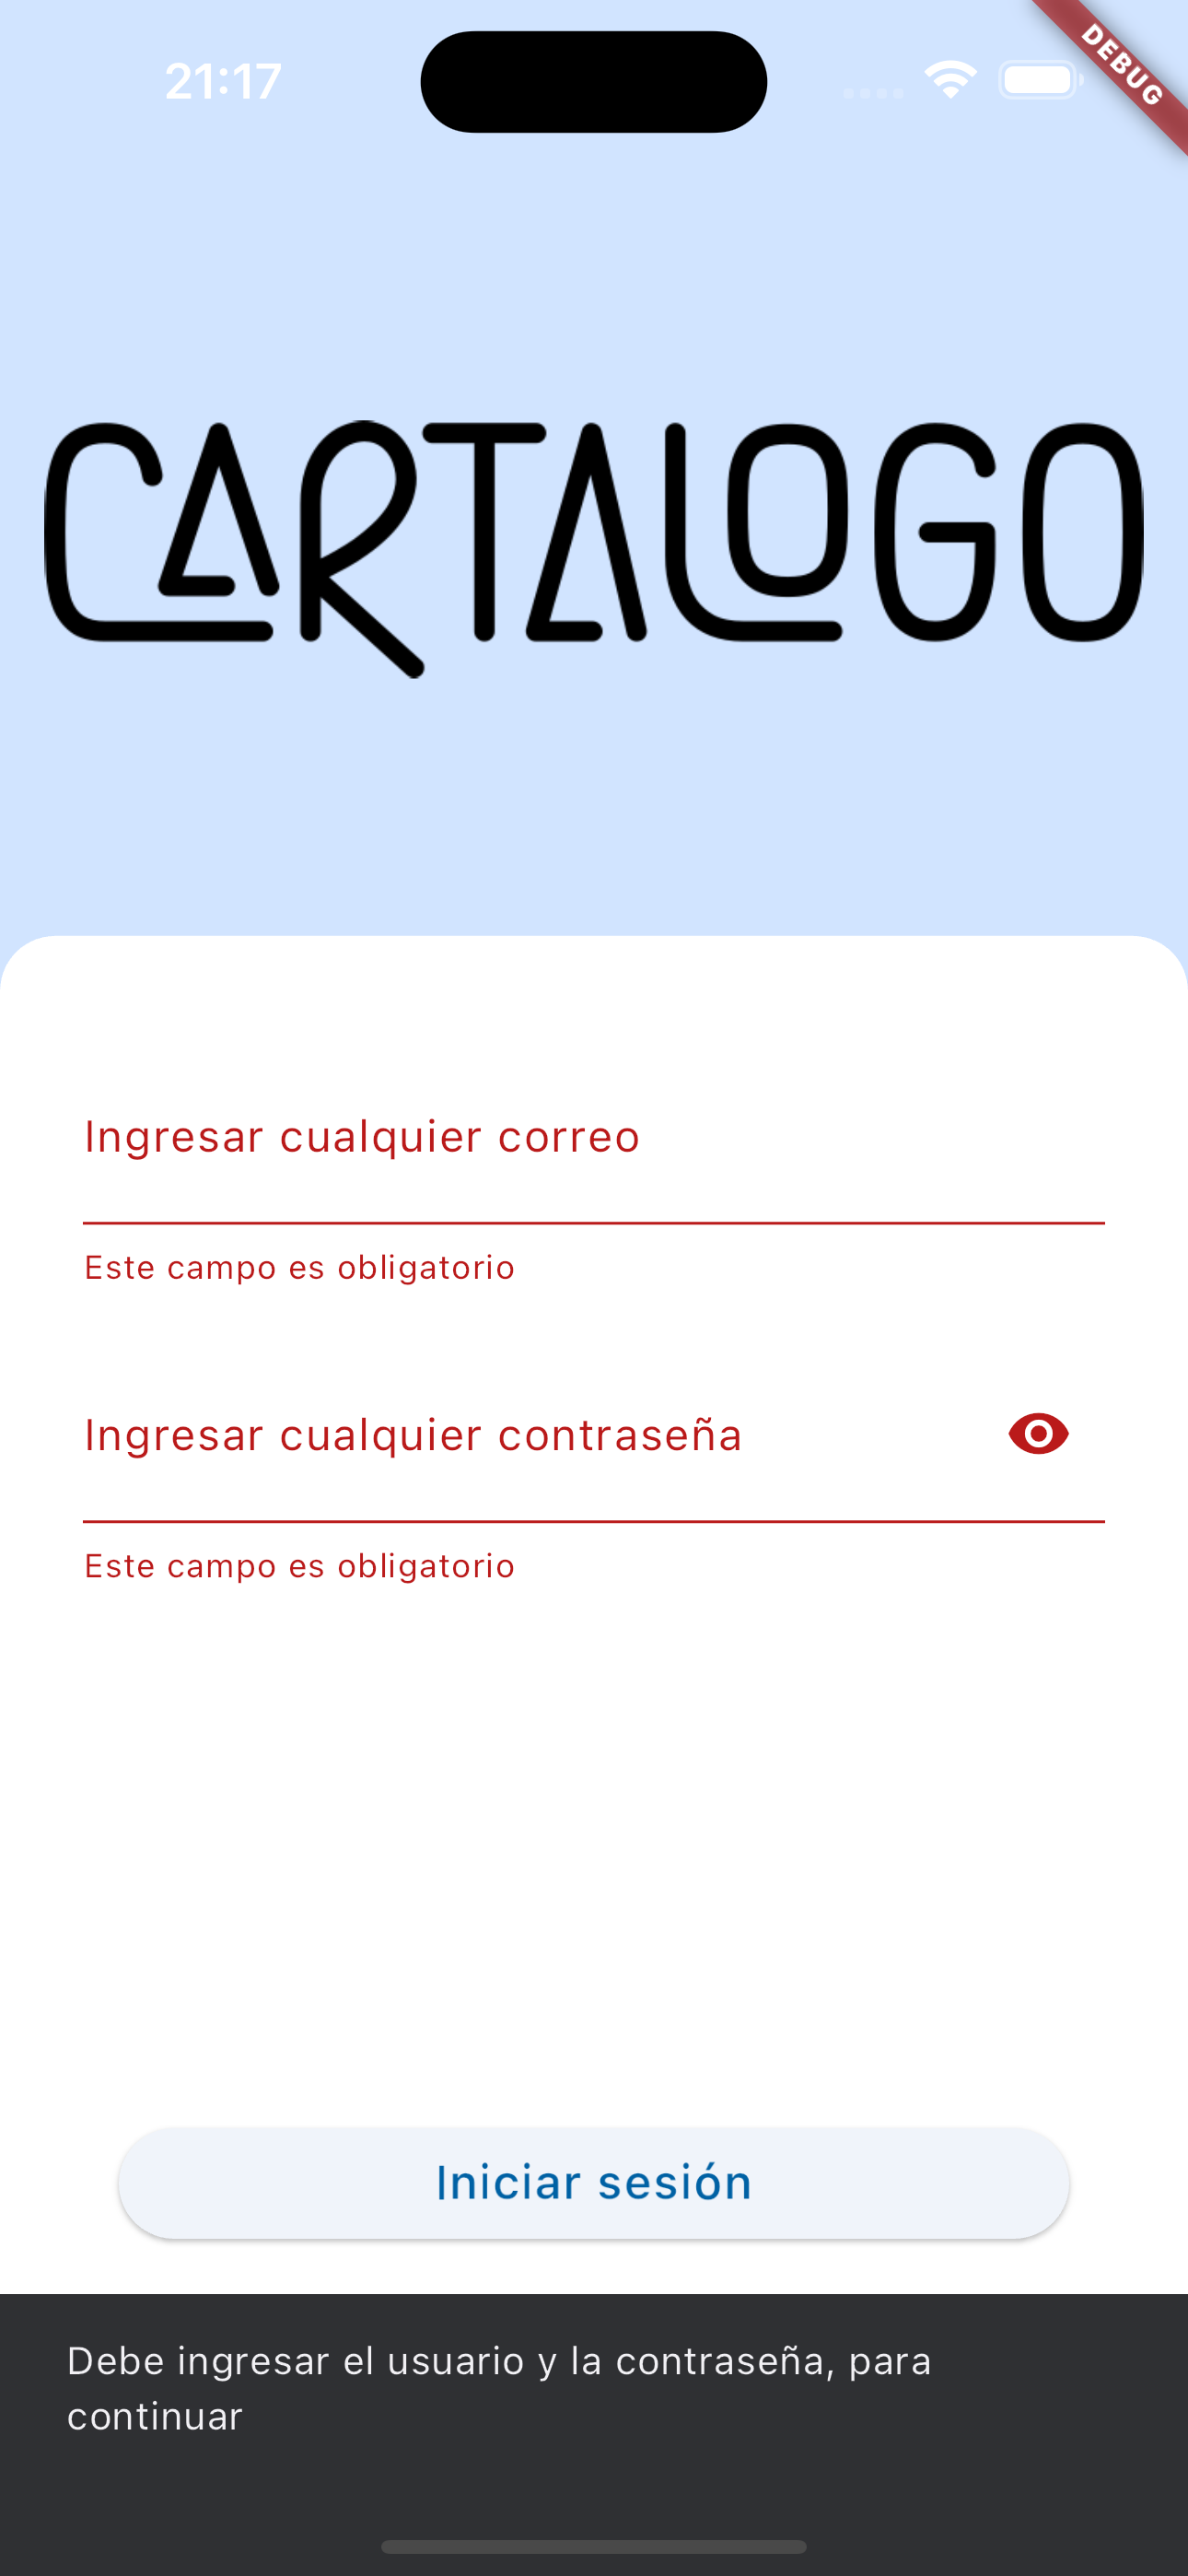 21:17
DEBUG
CARTALOGO
Ingresar cualquier correo
Este campo es obligatorio
Ingresar cualquier contraseña
Este campo es obligatorio
Iniciar sesión
Debe ingresar el usuario y la contraseña, para
continuar